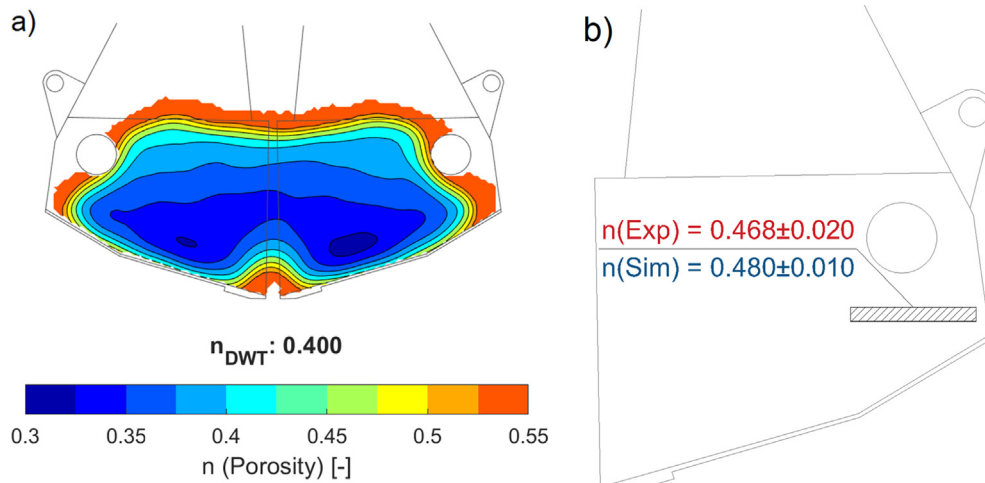 a)
n_DWT: 0.400
0.3 0.35 0.4 0.45 0.5 0.55
n (Porosity) [-]
b)
n(Exp) = 0.468±0.020
n(Sim) = 0.480±0.010